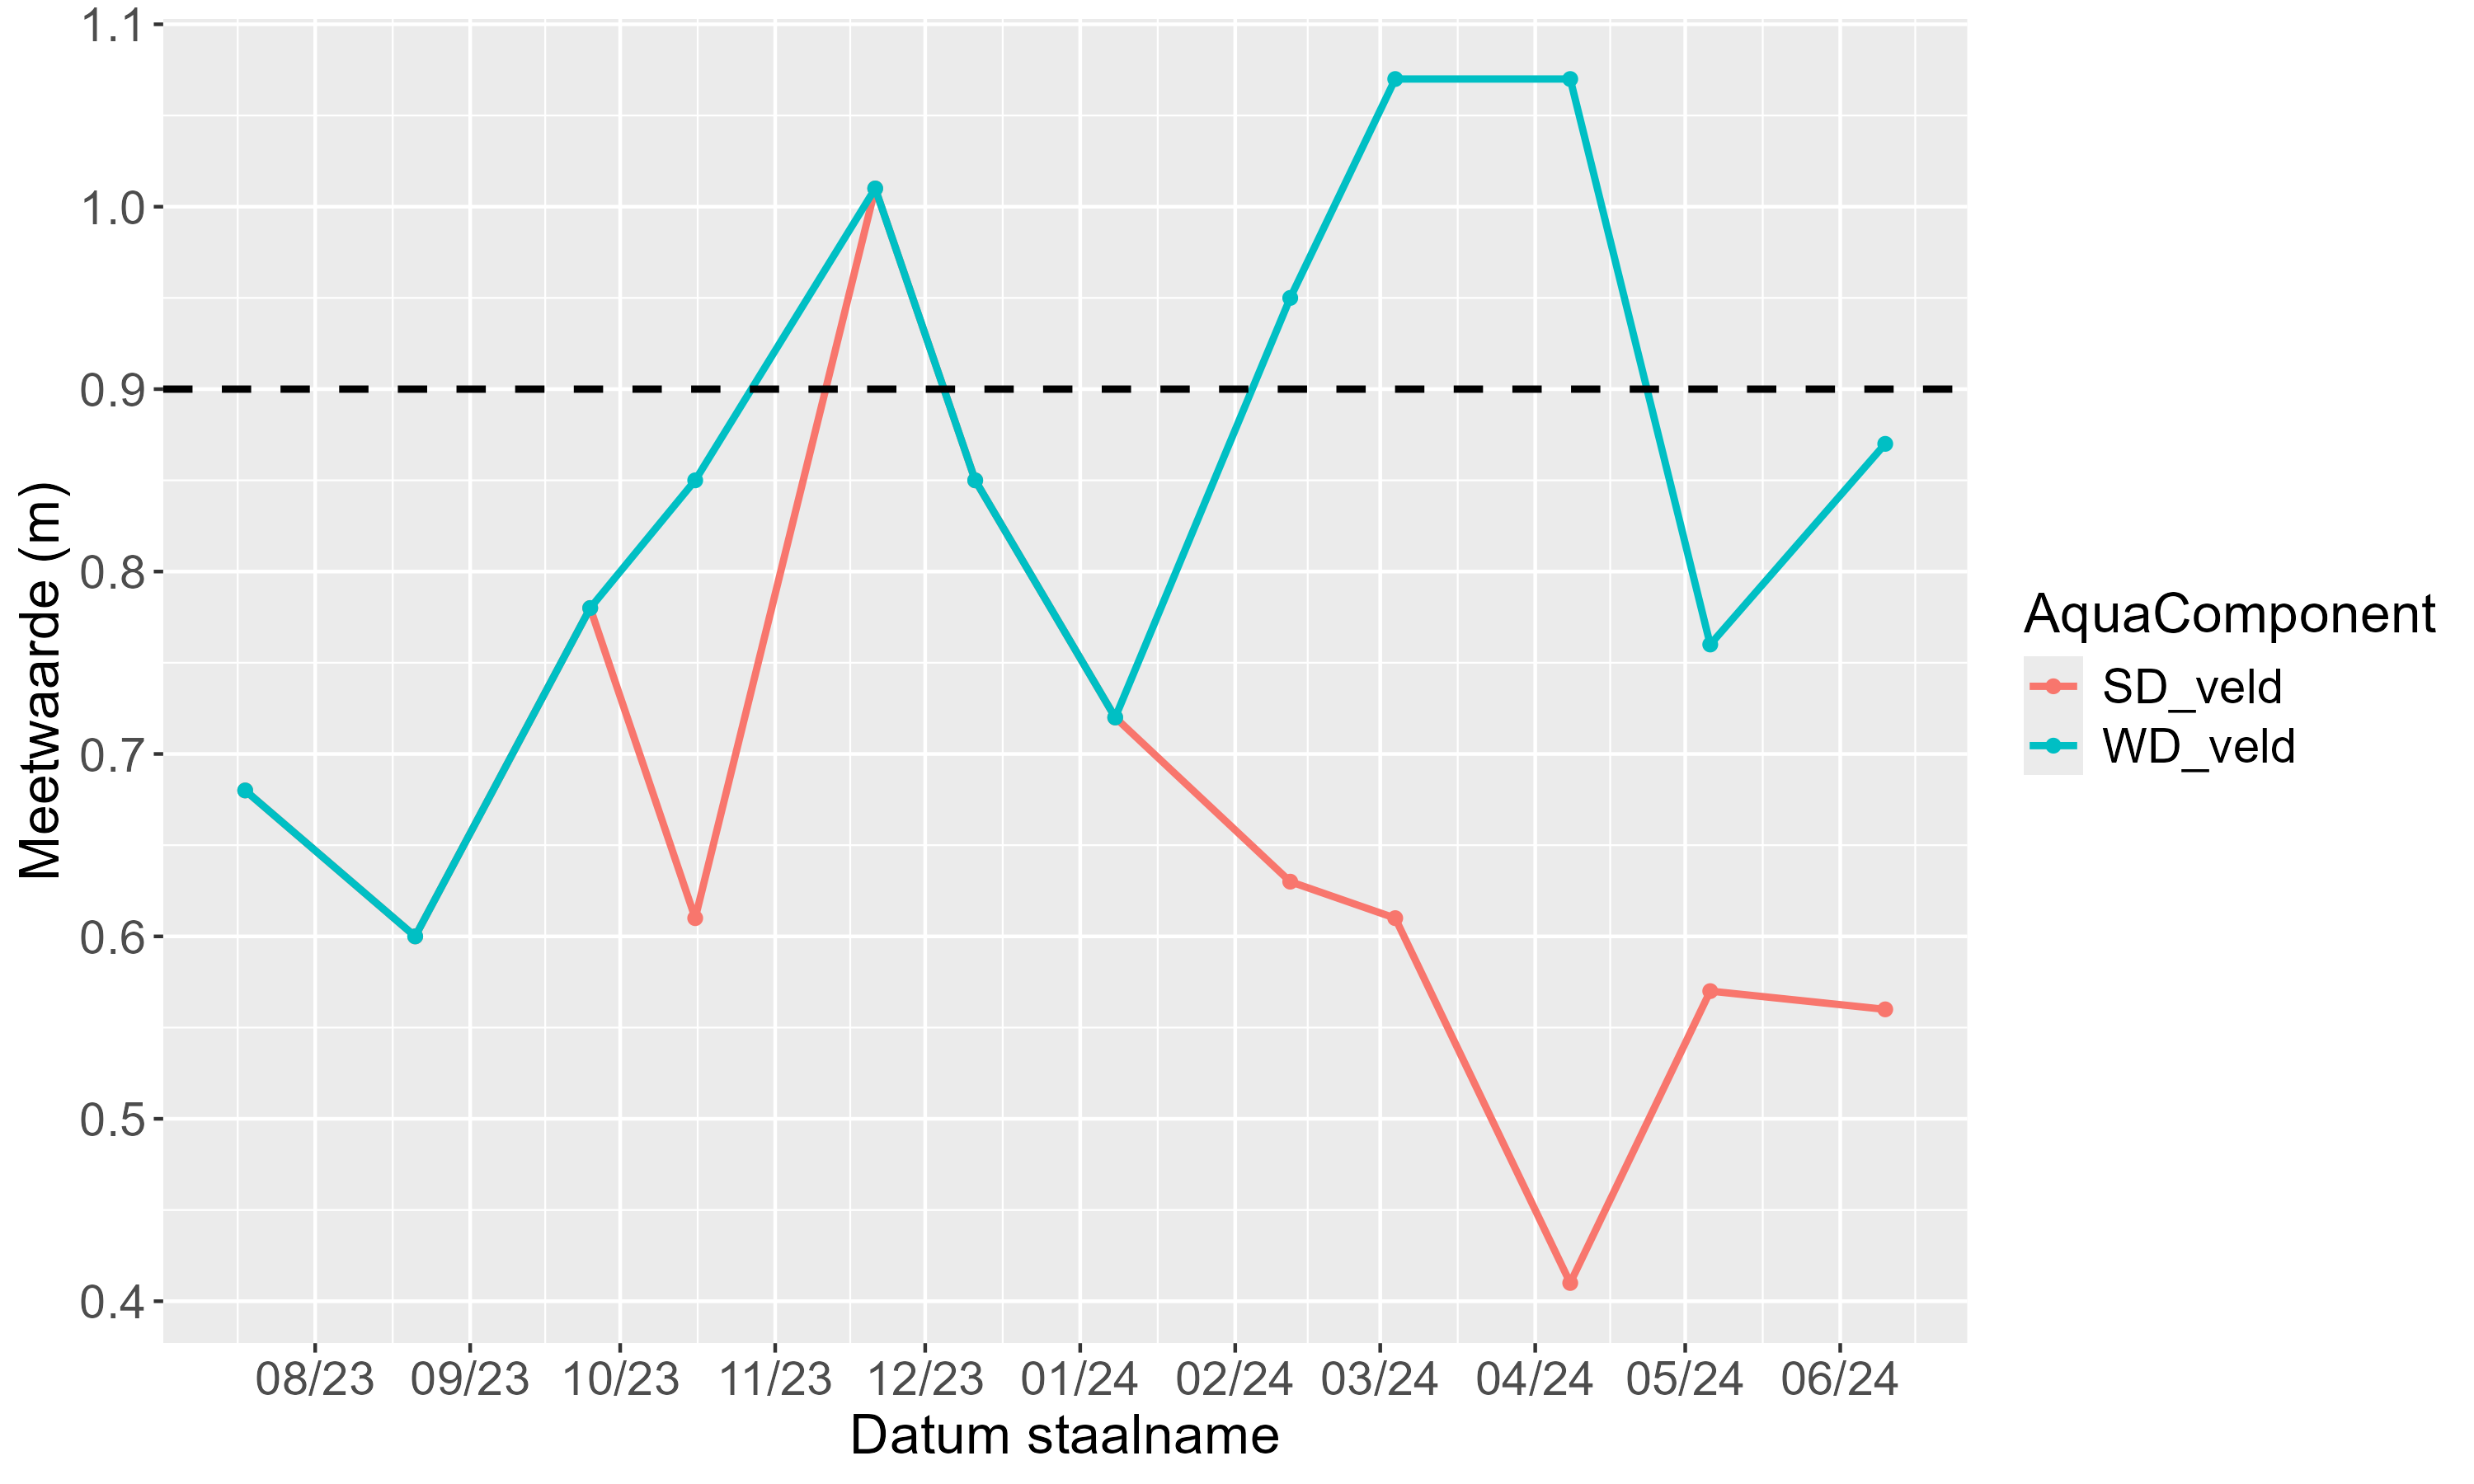 1.1
1.0
0.9
0.8
0.7
0.6
0.5
0.4
Meetwaarde (m)
08/23 09/23 10/23 11/23 12/23 01/24 02/24 03/24 04/24 05/24 06/24
Datum staalname
AquaComponent
SD_veld
WD_veld